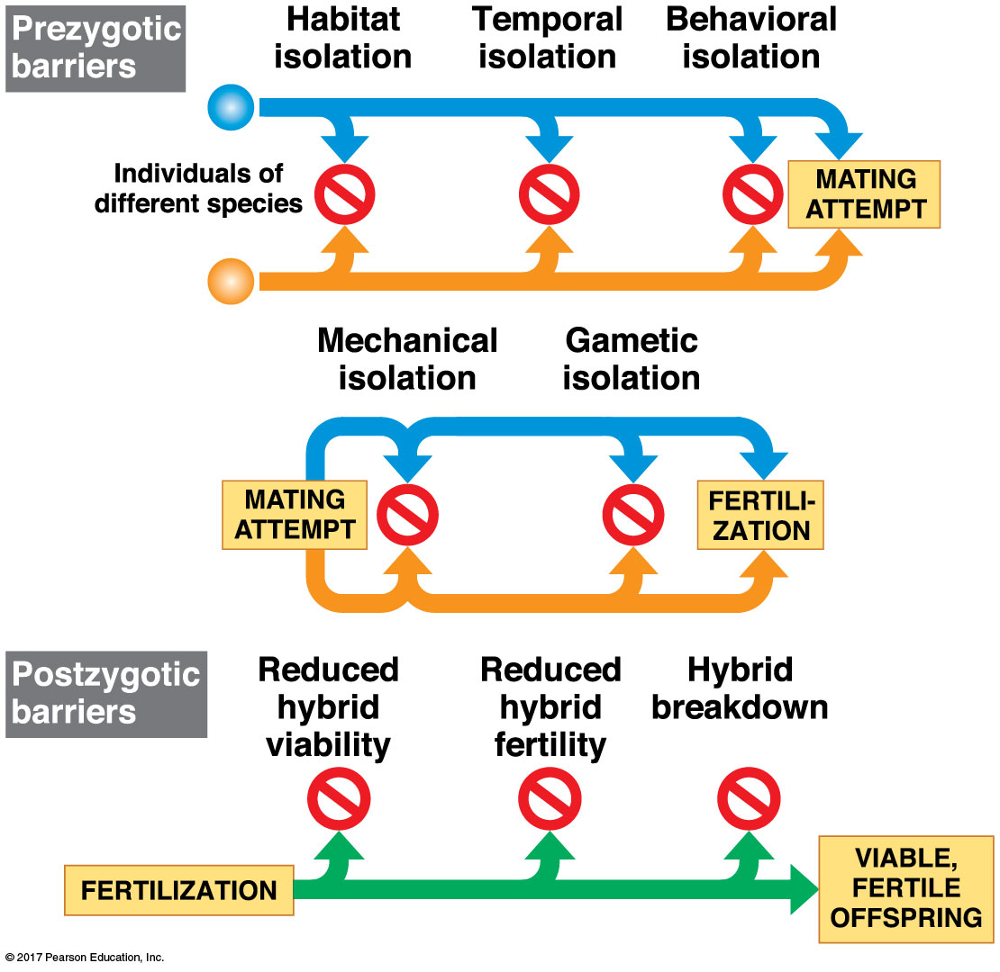 Prezygotic
barriers
Habitat
isolation
Temporal
isolation
Behavioral
isolation
Individuals of
different species
MATING
ATTEMPT
Mechanical
isolation
Gametic
isolation
MATING
ATTEMPT
FERTILI-
ZATION
Postzygotic
barriers
Reduced
hybrid
viability
Reduced
hybrid
fertility
Hybrid
breakdown
FERTILIZATION
VIABLE,
FERTILE
OFFSPRING
© 2017 Pearson Education, Inc.